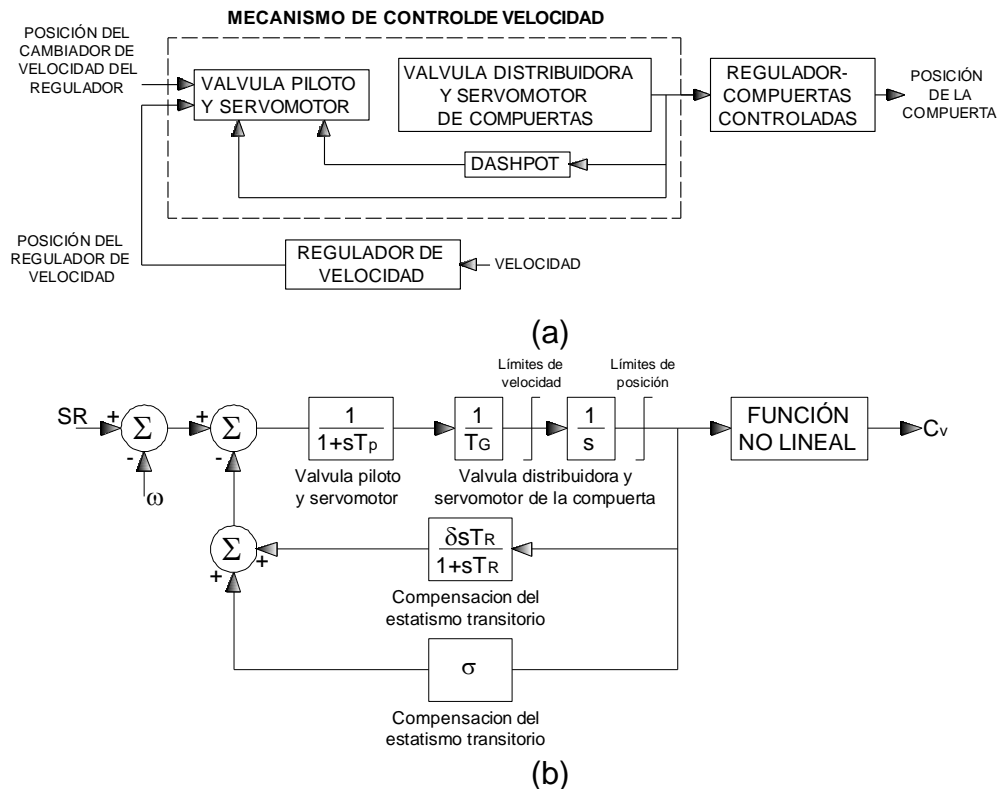 MECANISMO DE CONTROLDE VELOCIDAD
POSICIÓN DEL
CAMBIADOR DE
VELOCIDAD DEL
REGULADOR
VALVULA PILOTO
Y SERVOMOTOR
VALVULA DISTRIBUIDORA
Y SERVOMOTOR
DE COMPUERTAS
REGULADOR-
COMPUERTAS
CONTROLADAS
POSICIÓN
DE LA
COMPUERTA
DASHPOT
POSICIÓN DEL
REGULADOR DE
VELOCIDAD
REGULADOR DE
VELOCIDAD
VELOCIDAD
(a)
Límites de
velocidad
Límites de
posición
SR
+
Σ
-
ω
+
Σ
-
1
1+sTp
1
TG
1
s
FUNCIÓN
NO LINEAL
Cv
Valvula piloto
y servomotor
Valvula distribuidora y
servomotor de la compuerta
Σ
+
+
δsTR
1+sTR
Compensacion del
estatismo transitorio
σ
Compensacion del
estatismo transitorio
(b)